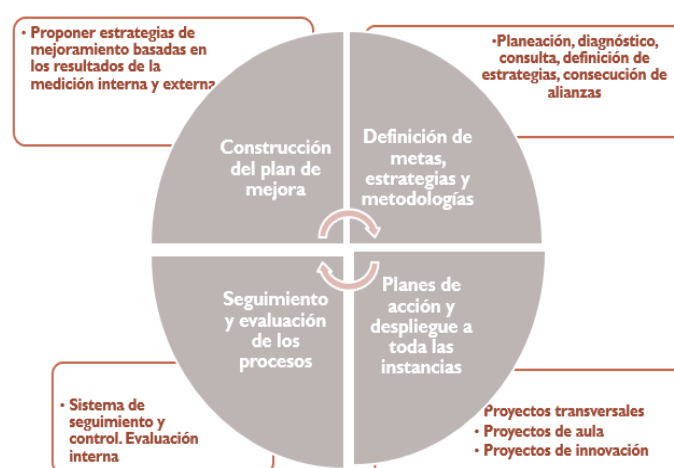 • Proponer estrategias de
mejoramiento basadas en
los resultados de la
medición interna y externa
•Planeación, diagnóstico,
consulta, definición de
estrategias, consecución de
alianzas
Construcción
del plan de
mejora
Definición de
metas,
estrategias y
metodologías
Seguimiento
y evaluación
de los
procesos
Planes de
acción y
despliegue a
toda las
instancias
• Sistema de
seguimiento y
control. Evaluación
interna
Proyectos transversales
• Proyectos de aula
• Proyectos de innovación